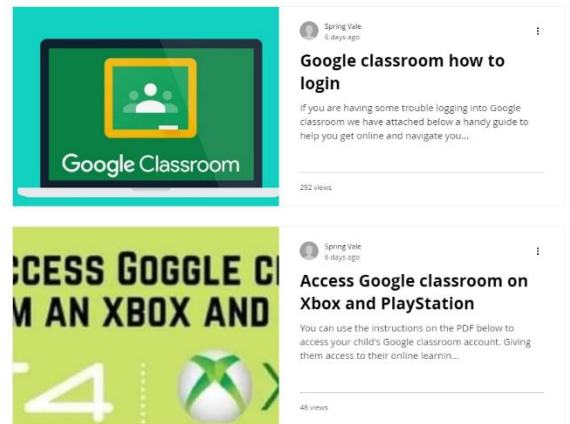 Google Classroom
Spring Vale
6 days ago
Google classroom how to
login
If you are having some trouble logging into Google
classroom we have attached below a handy guide to
help you get online and navigate you...
292 views
CCESS GOGGLE CL
M AN XBOX AND
4
X
Spring Vale
6 days ago
Access Google classroom on
Xbox and PlayStation
You can use the instructions on the PDF below to
access your child's Google classroom account. Giving
them access to their online learnin...
48 views